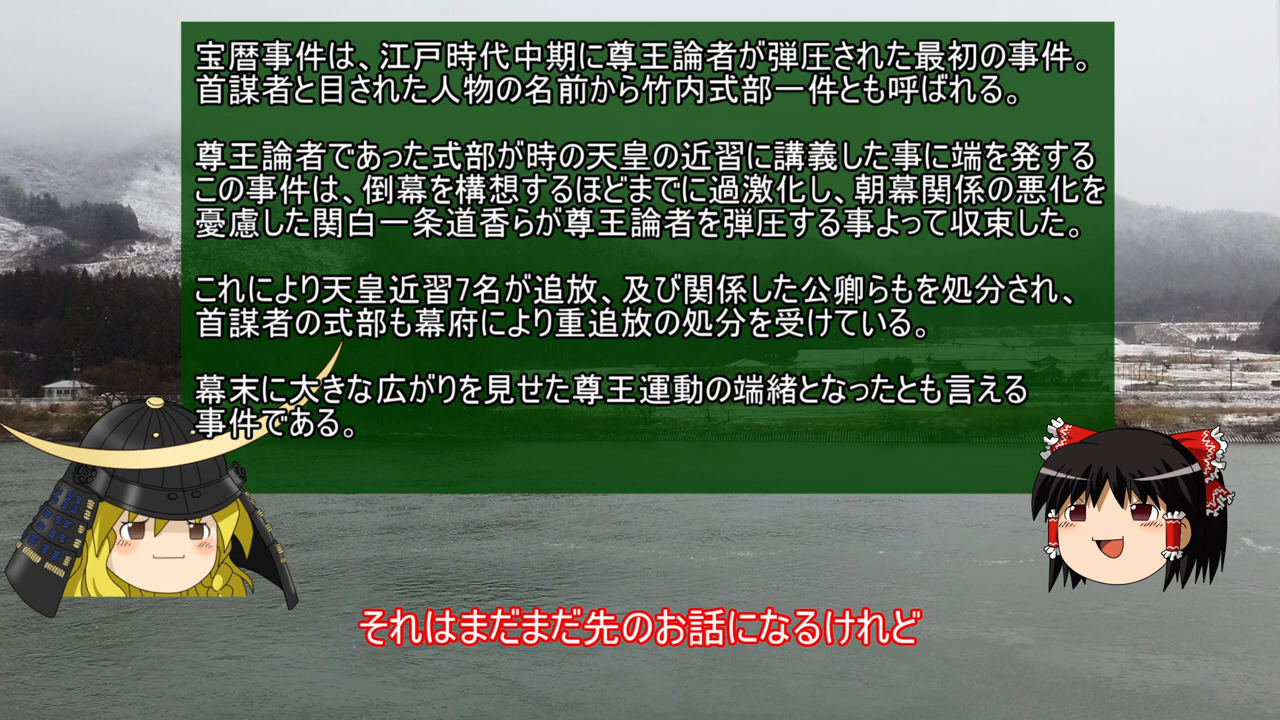 宝暦事件は、江戸時代中期に尊王論者が弾圧された最初の事件。
首謀者と目された人物の名前から竹内式部一件とも呼ばれる。
尊王論者であった式部が時の天皇の近習に講義した事に端を発する
この事件は、倒幕を構想するほどまでに過激化し、朝幕関係の悪化を
憂慮した関白一条道香らが尊王論者を弾圧する事よって収束した。
これにより天皇近習7名が追放、及び関係した公卿らもを処分され、
首謀者の式部も幕府により重追放の処分を受けている。
幕末に大きな広がりを見せた尊王運動の端緒となったとも言える
事件である。
それはまだまだ先のお話になるけれど